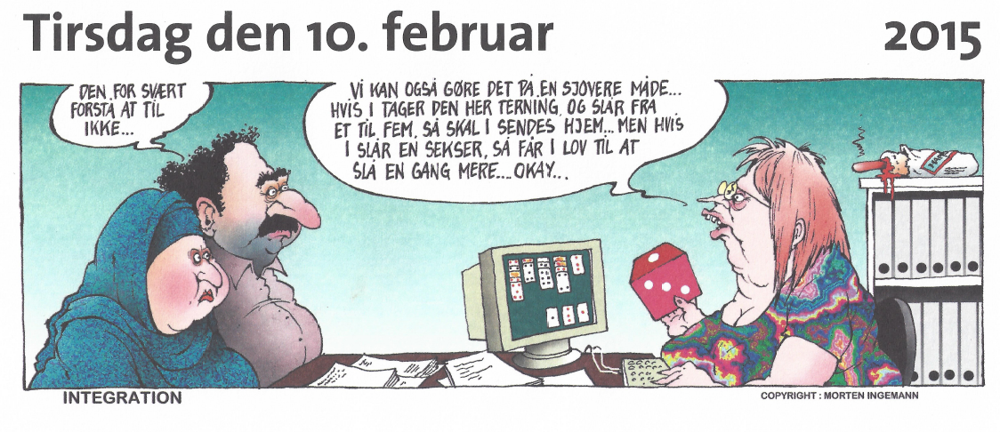 Tirsdag den 10. februar 2015
DEN FOR SVÆRT
FORSTA AT TIL
IKKE...
VI KAN OGSÅ GØRE DET PÅ EN SJOVERE MÅDE...
HVIS I TAGER DEN HER TERNING, OG SLÅR FRA
ET TIL FEM, SÅ SKAL I SENDES HJEM... MEN HVIS
I SLÅR EN SEKSER, SÅ FÅR I LOV TIL AT
SLÅ EN GANG MERE.... OKAY...
INTEGRATION
COPYRIGHT : MORTEN INGEMANN